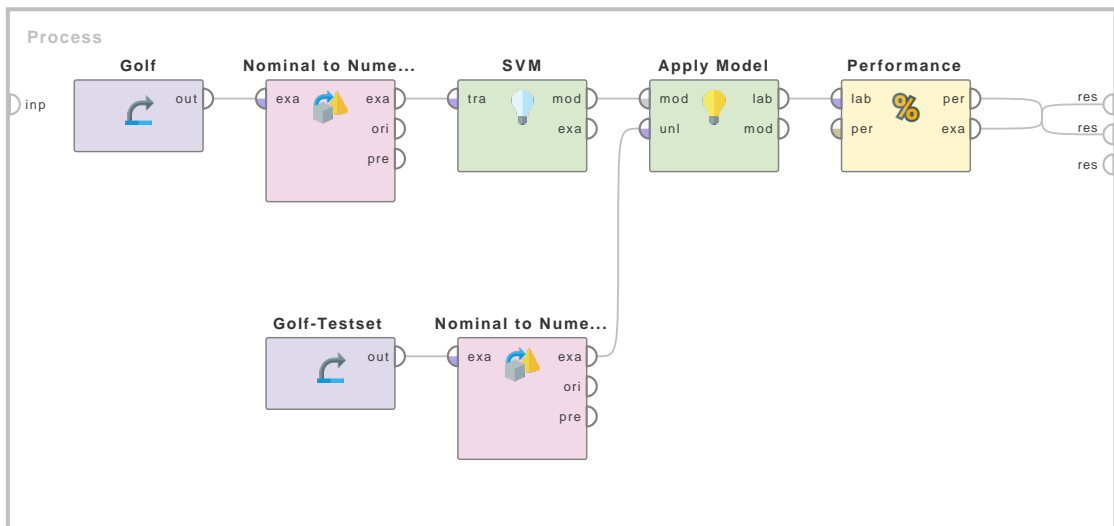 Process
Golf
Nominal to Nume...
SVM
Apply Model
Performance
inp
out
exa
exa
ori
pre
tra
mod
exa
mod
unl
lab
mod
lab
per
per
exa
res
res
res
Golf-Testset
Nominal to Nume...
out
exa
exa
ori
pre